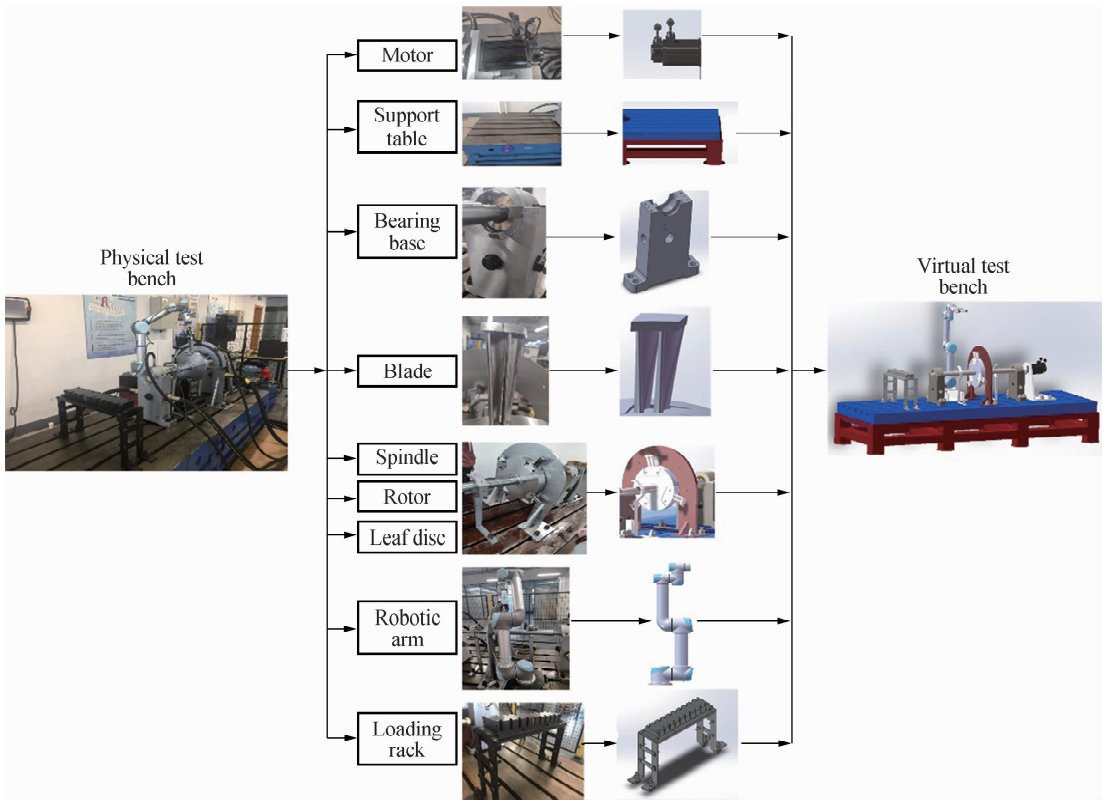 Physical test
bench
Motor
Support
table
Bearing
base
Blade
Spindle
Rotor
Leaf disc
Robotic
arm
Loading
rack
Virtual test
bench